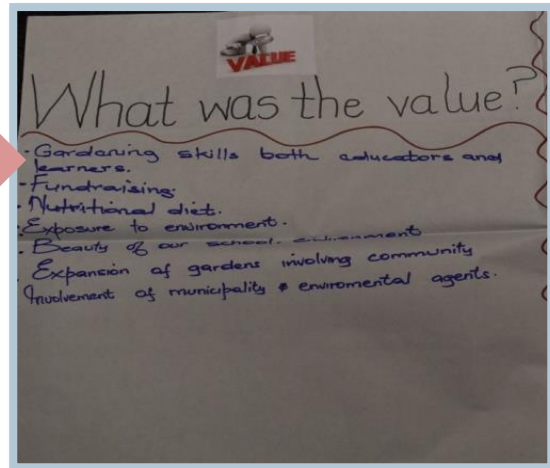 VALUE
What was the value?
- Gardening skills both educators and
learners.
- Fundraising.
- Nutritional diet.
- Exposure to environment.
- Beauty of our school environment
. Expansion of gardens involving community
Involvement of municipality & enviromental agents.